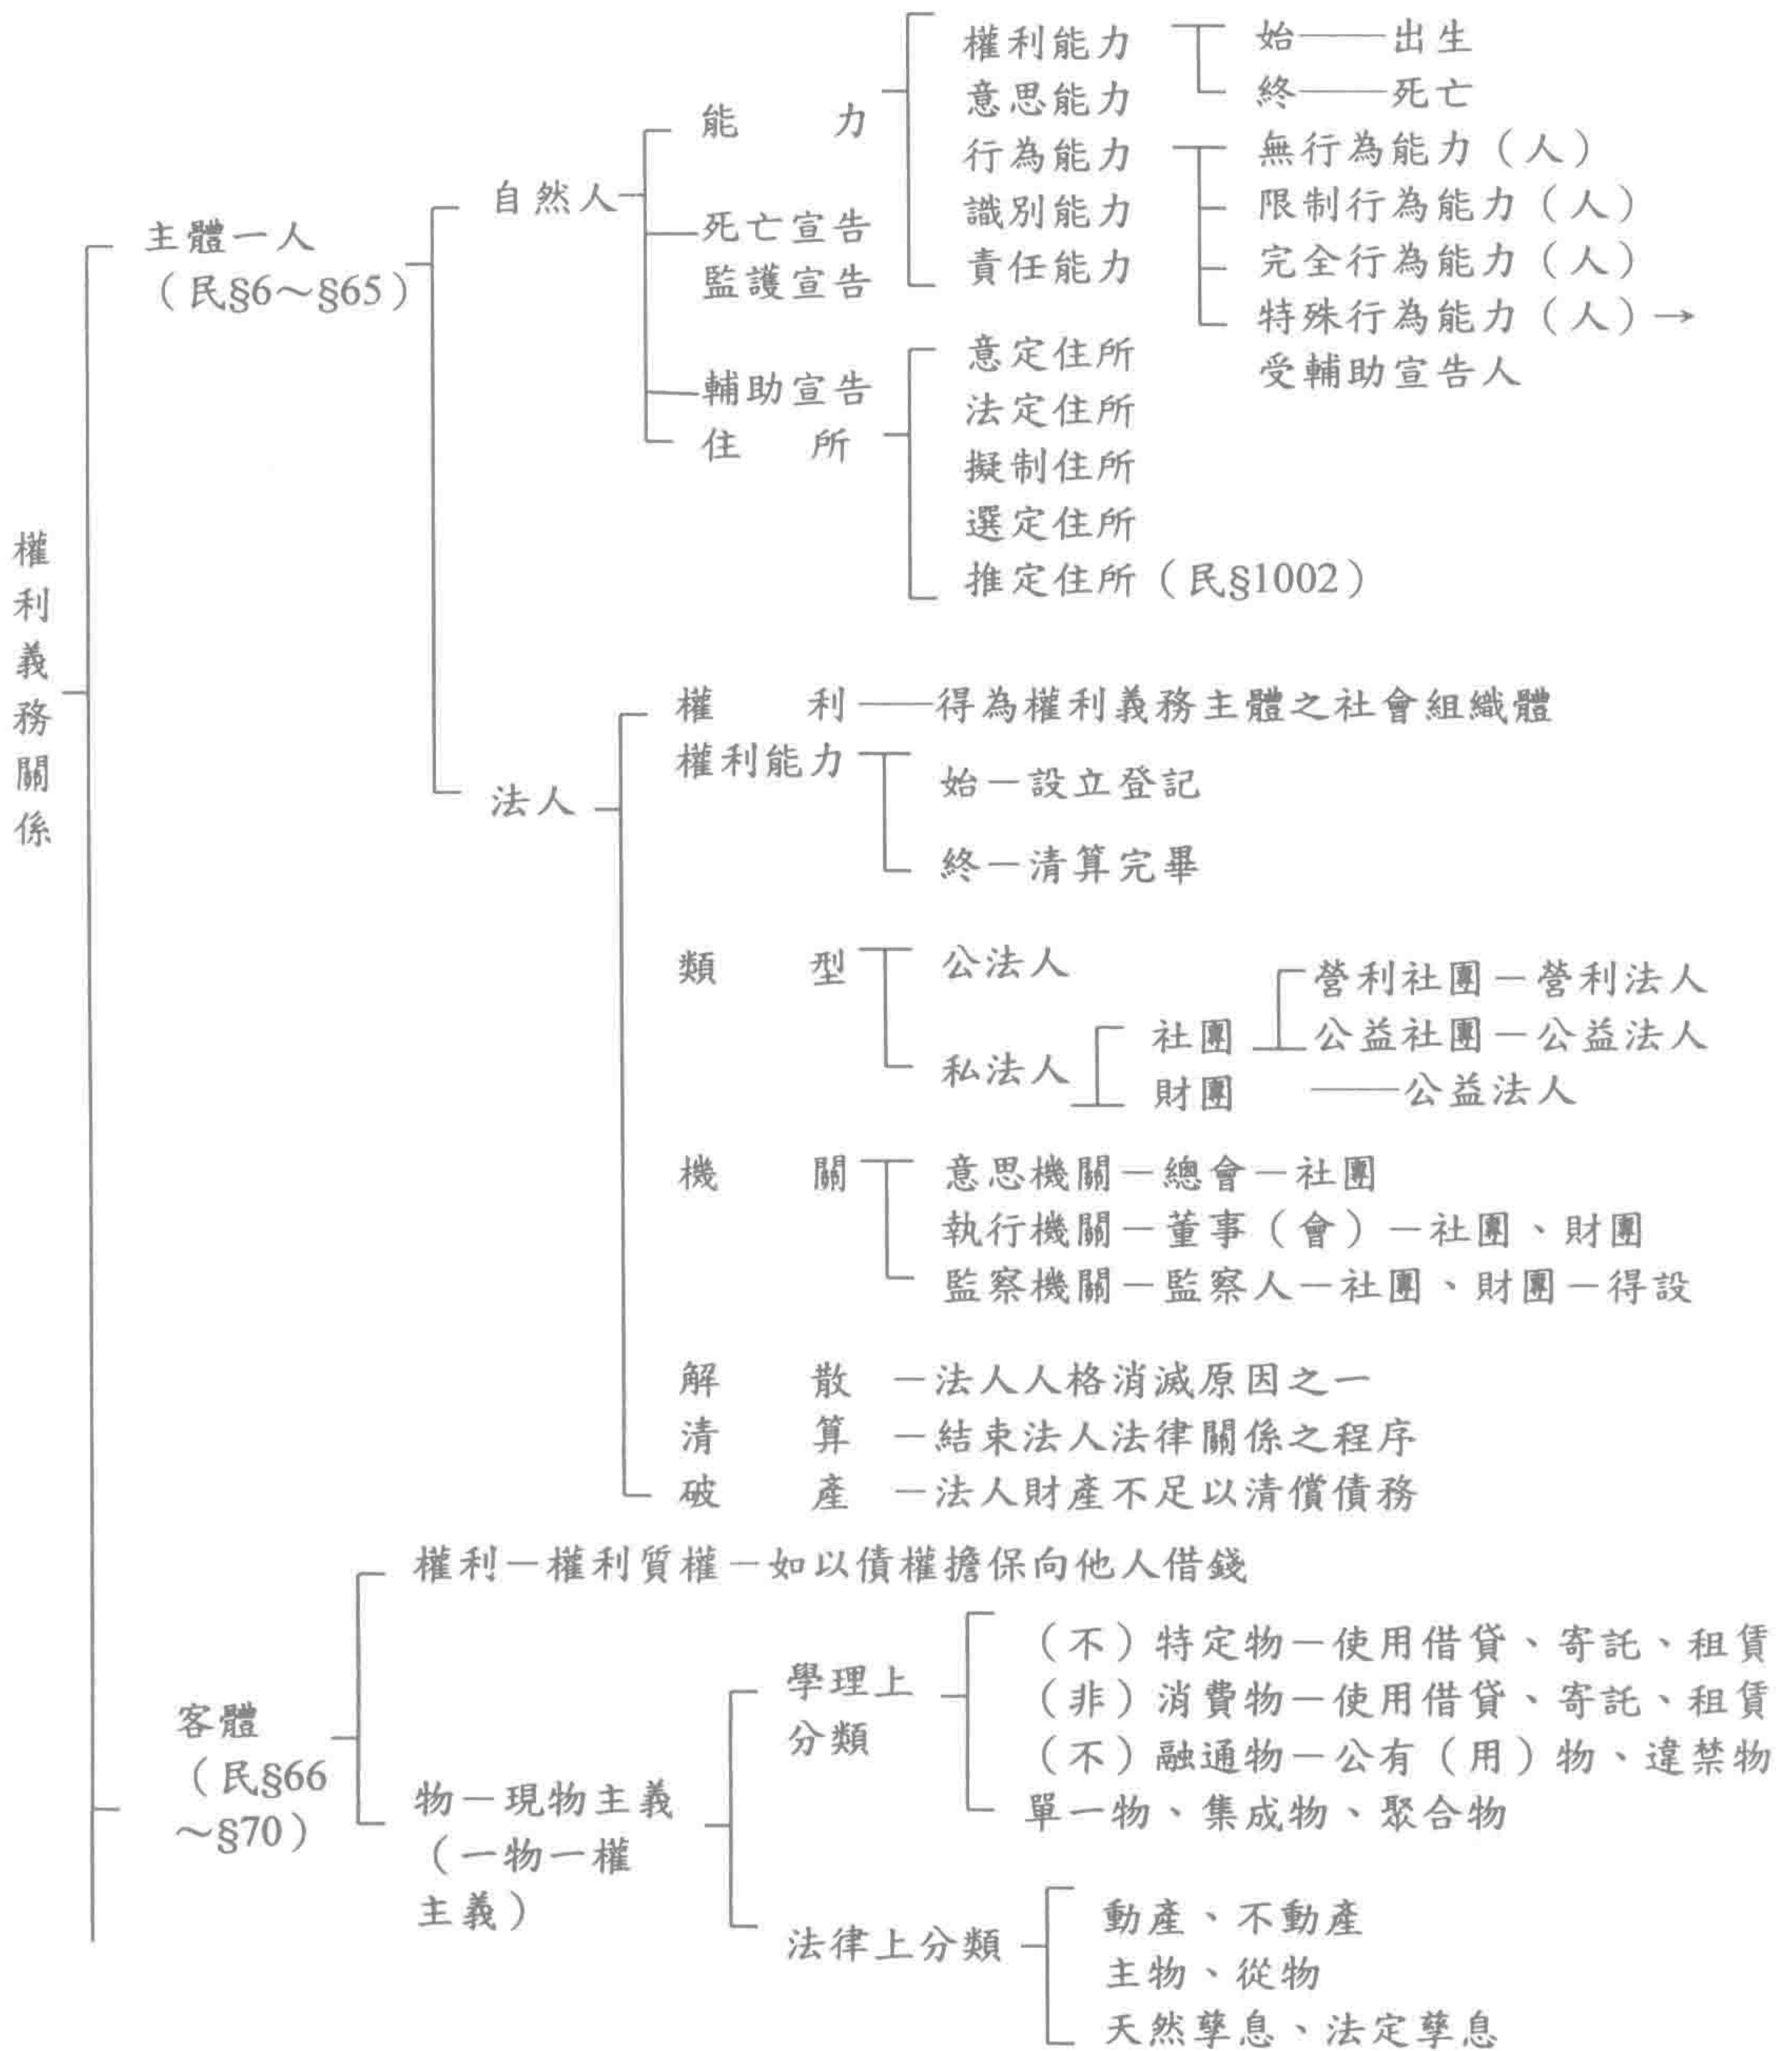 權利義務關係
主體一人
（民§6～§65）
自然人
能　　力
權利能力
始——出生
終——死亡
意思能力
行為能力
無行為能力（人）
限制行為能力（人）
完全行為能力（人）
特殊行為能力（人）→
受輔助宣告人
識別能力
責任能力
死亡宣告
監護宣告
輔助宣告
住　　所
意定住所
法定住所
擬制住所
選定住所
推定住所（民§1002）
法人
權　　利——得為權利義務主體之社會組織體
權利能力
始－設立登記
終－清算完畢
類　　型
公法人
私法人
社團
營利社團－營利法人
公益社團－公益法人
財團　——公益法人
機　　關
意思機關－總會－社團
執行機關－董事（會）－社團、財團
監察機關－監察人－社團、財團－得設
解　　散　－法人人格消滅原因之一
清　　算　－結束法人法律關係之程序
破　　產　－法人財產不足以清償債務
客體
（民§66
～§70）
權利－權利質權－如以債權擔保向他人借錢
物－現物主義
（一物一權
主義）
學理上
分類
（不）特定物－使用借貸、寄託、租賃
（非）消費物－使用借貸、寄託、租賃
（不）融通物－公有（用）物、違禁物
單一物、集成物、聚合物
法律上分類
動產、不動產
主物、從物
天然孳息、法定孳息